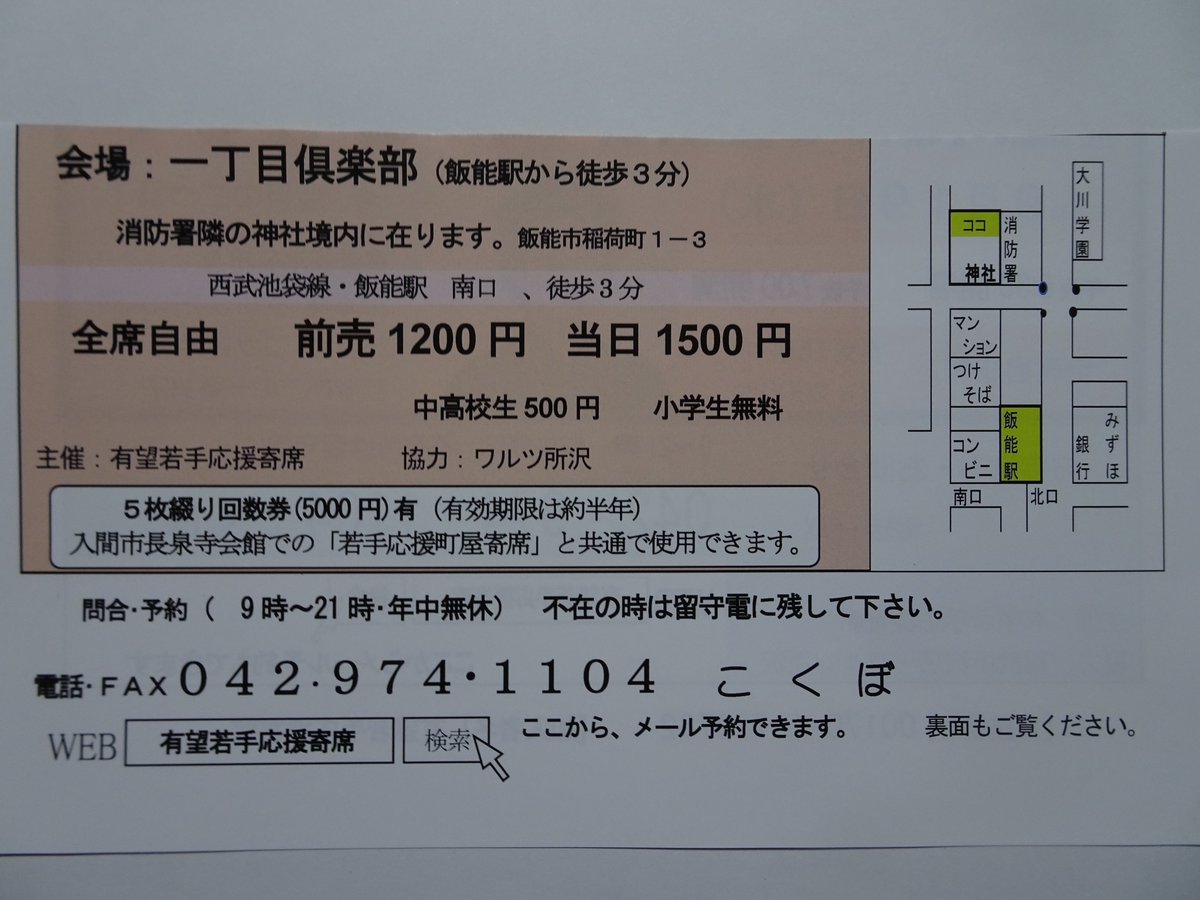 会場：一丁目倶楽部（飯能駅から徒歩３分）
消防署隣の神社境内に在ります。飯能市稲荷町１－３
西武池袋線・飯能駅　南口　、徒歩３分
全席自由　前売 1200 円　当日 1500 円
中高校生 500 円　小学生無料
主催：有望若手応援寄席　協力：ワルツ所沢
５枚綴り回数券(5000 円)有（有効期限は約半年）
入間市長泉寺会館での「若手応援町屋寄席」と共通で使用できます。
大川学園
ココ
消防署
神社
マンション
つけそば
飯能駅
コンビニ
みずほ銀行
南口
北口
問合・予約（　９時～21 時・年中無休）　不在の時は留守電に残して下さい。
電話・ＦＡＸ０４２．９７４・１１０４　こくぼ
WEB 有望若手応援寄席 検索 ここから、メール予約できます。　裏面もご覧ください。